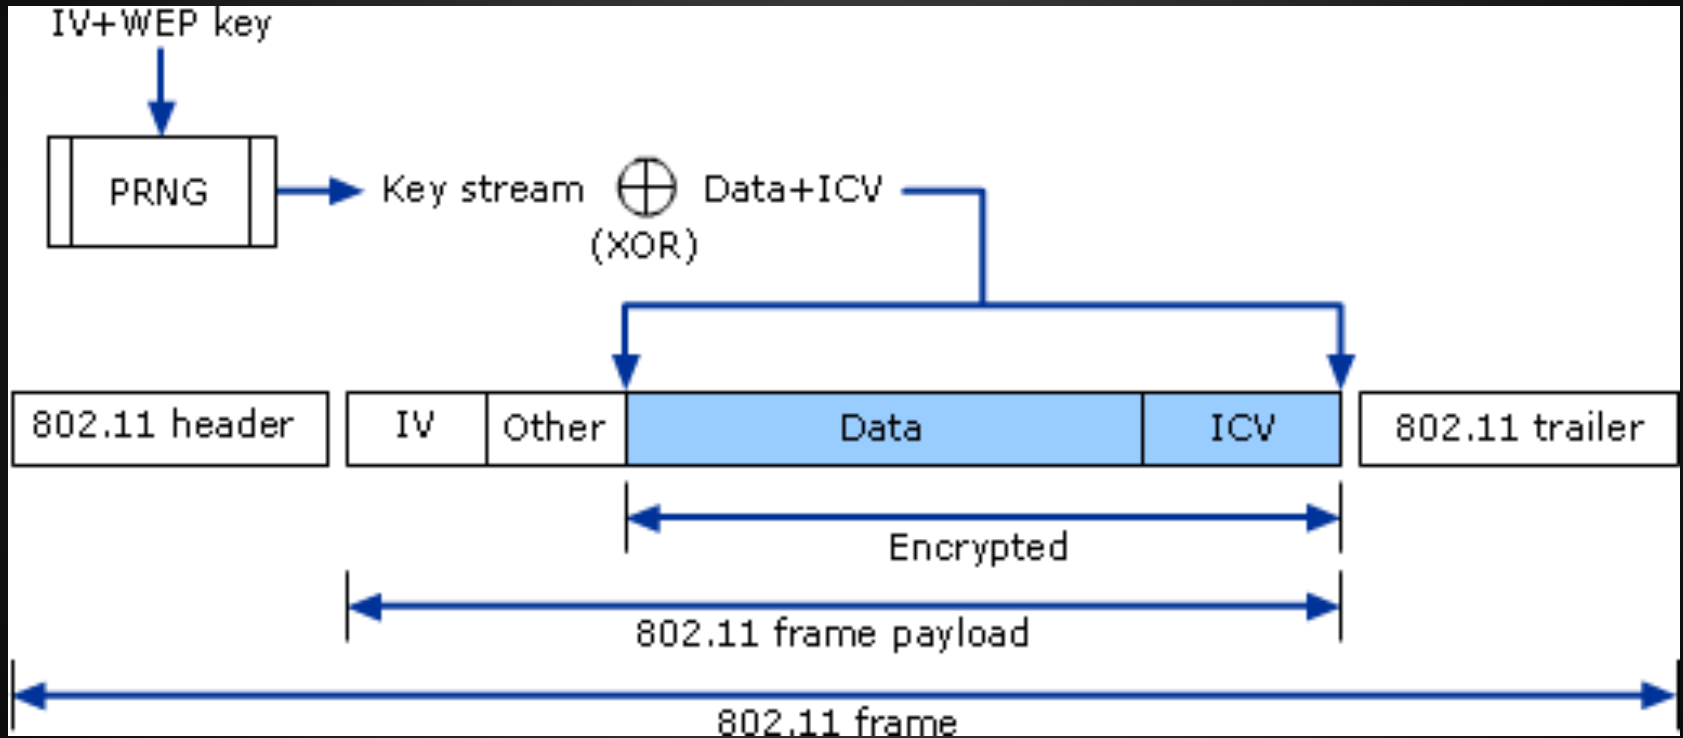 IV+WEP key
PRNG
Key stream
Data+ICV
(XOR)
802.11 header
IV
Other
Data
ICV
802.11 trailer
Encrypted
802.11 frame payload
802.11 frame